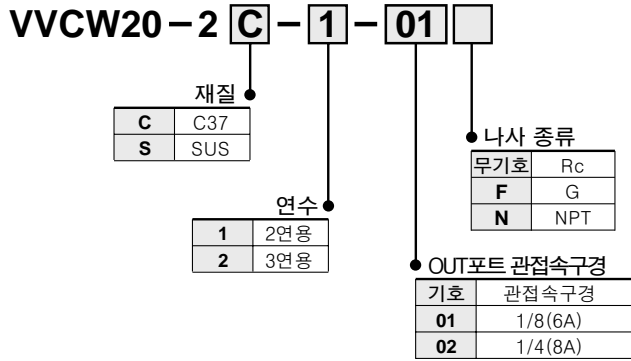 VVCW20-2 C - 1 - 01
재질
C C37
S SUS
나사 종류
무기호 Rc
F G
N NPT
연수
1 2연용
2 3연용
OUT포트 관접속구경
기호 관접속구경
01 1/8(6A)
02 1/4(8A)